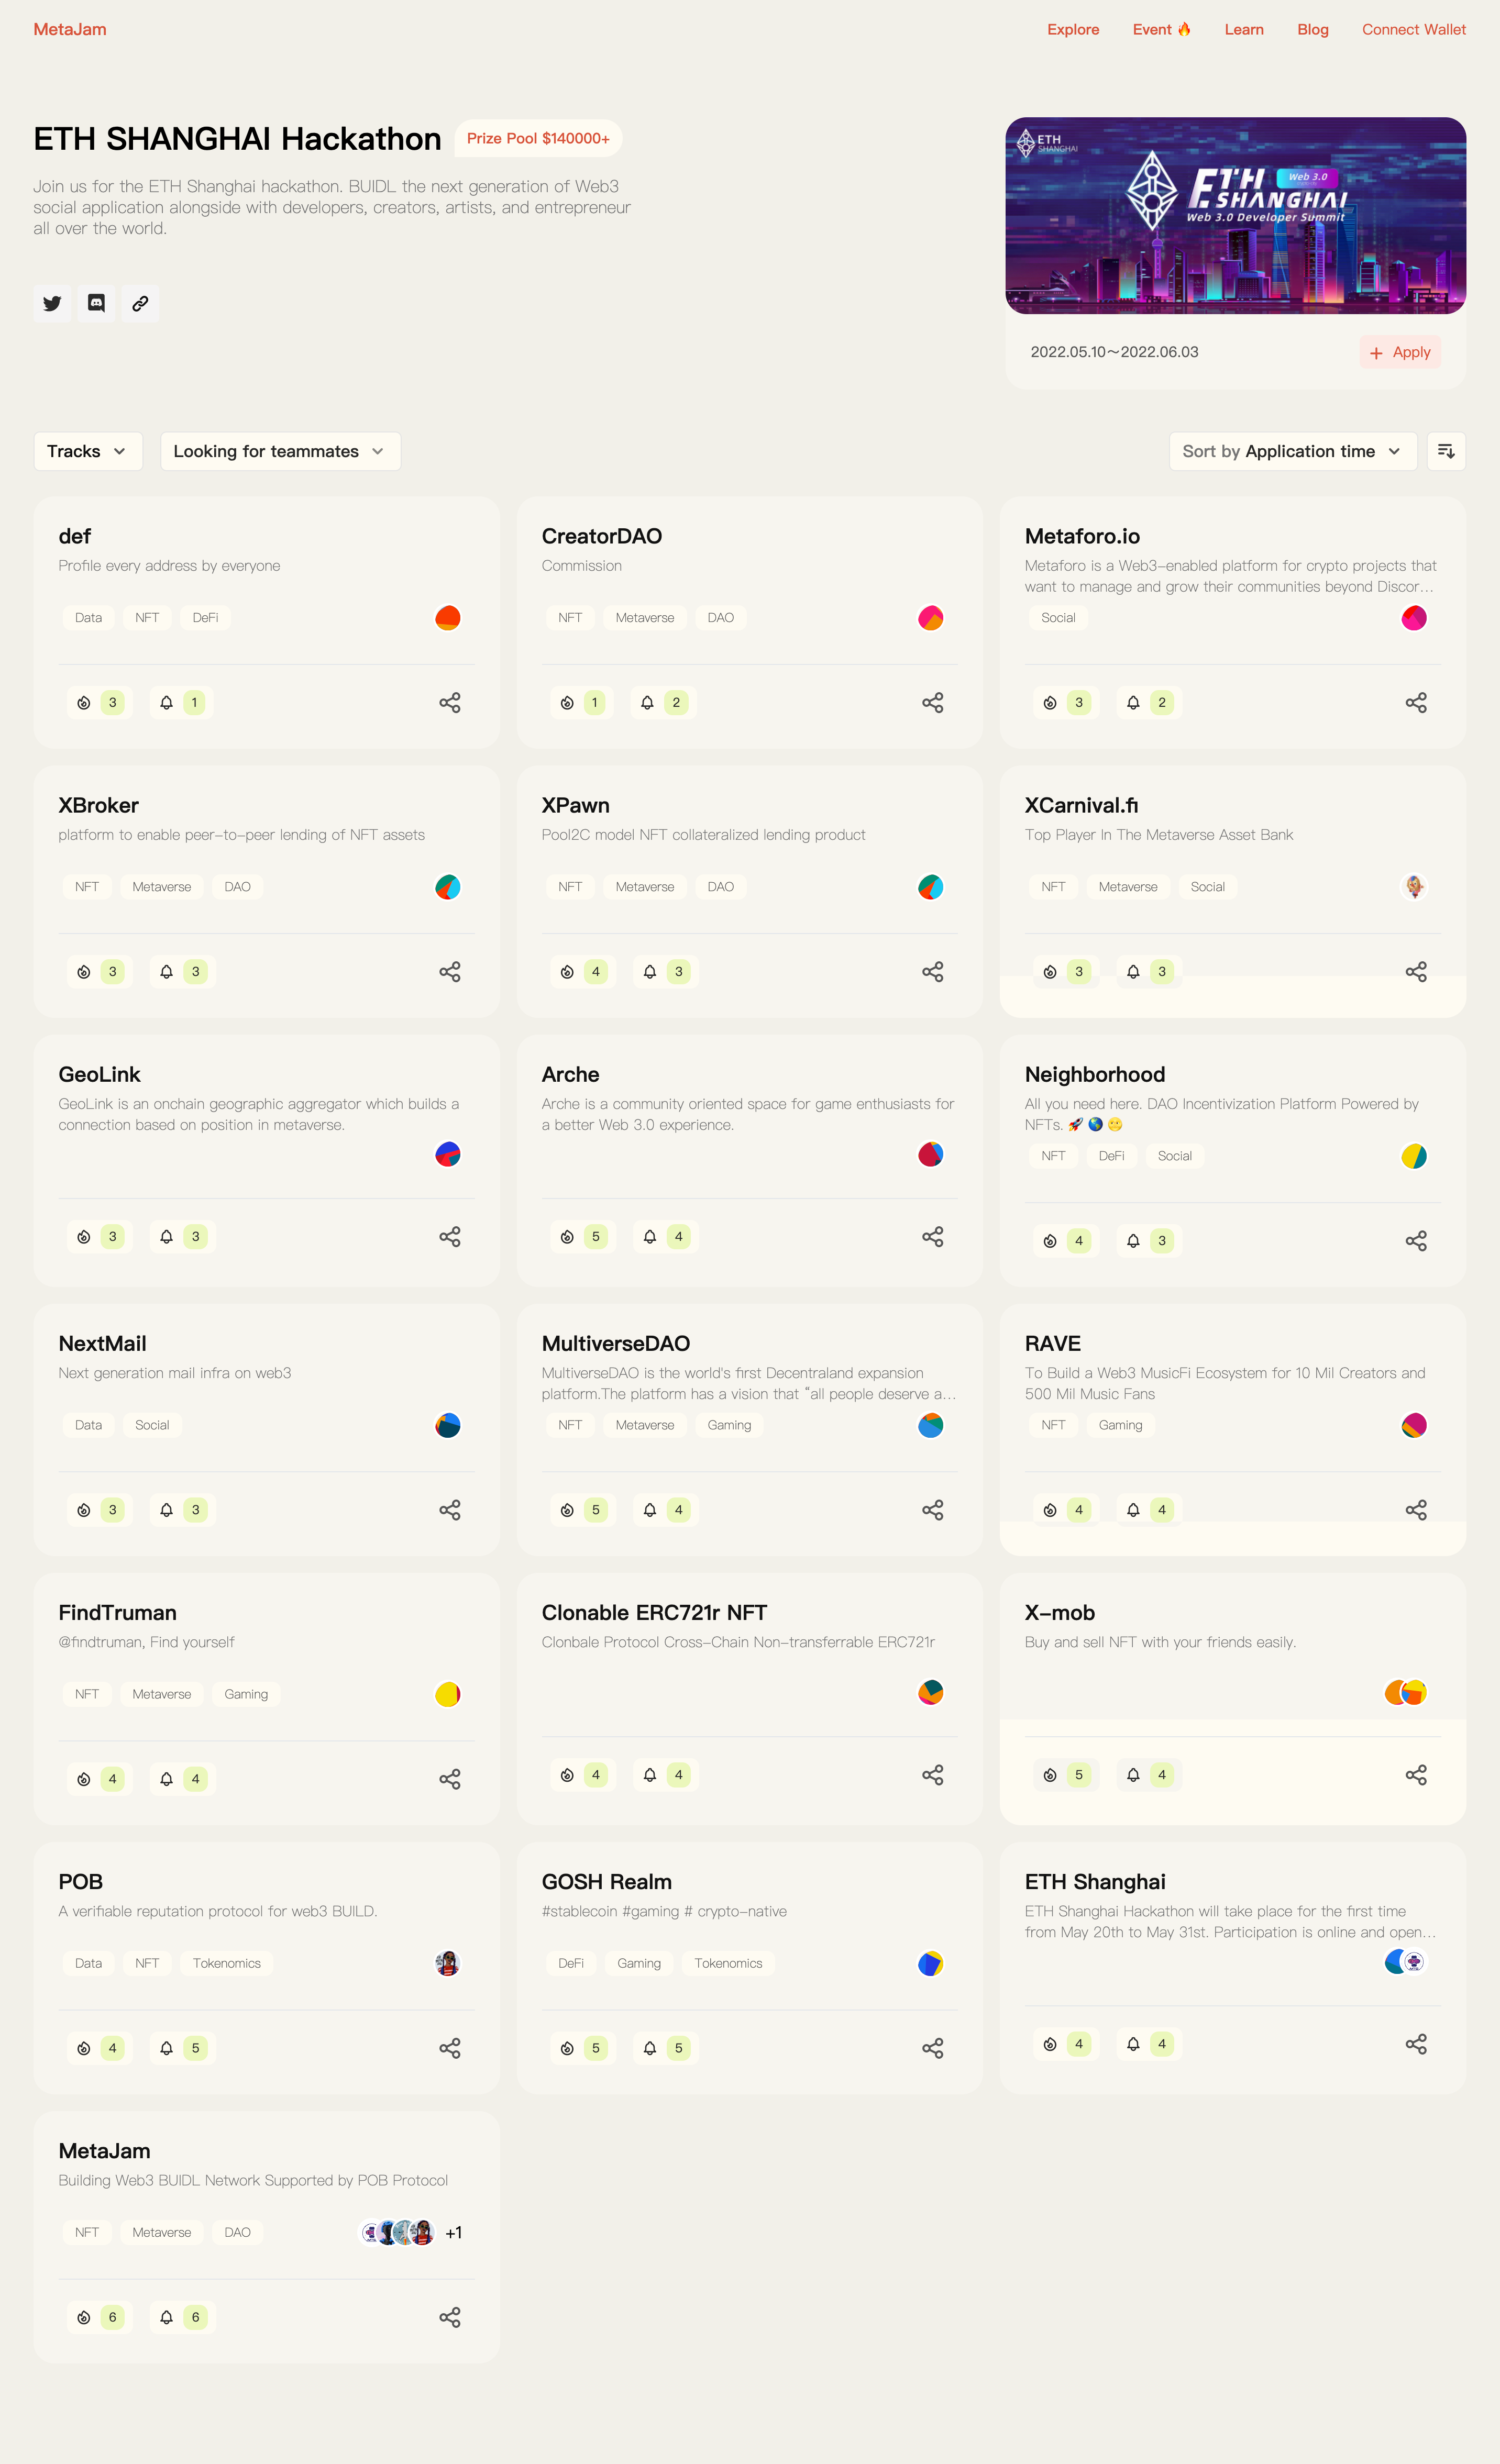 MetaJam
Explore Event 🔥 Learn Blog Connect Wallet
ETH SHANGHAI Hackathon Prize Pool $140000+
Join us for the ETH Shanghai hackathon. BUIDL the next generation of Web3
social application alongside with developers, creators, artists, and entrepreneur
all over the world.
ETH
SHANGHAI
ETH Web 3.0
SHANGHAI
Web 3.0 Developer Summit
2022.05.10～2022.06.03 + Apply
Tracks Looking for teammates Sort by Application time
def
Profile every address by everyone
Data NFT DeFi
3 1
CreatorDAO
Commission
NFT Metaverse DAO
1 2
Metaforo.io
Metaforo is a Web3-enabled platform for crypto projects that
want to manage and grow their communities beyond Discor...
Social
3 2
XBroker
platform to enable peer-to-peer lending of NFT assets
NFT Metaverse DAO
3 3
XPawn
Pool2C model NFT collateralized lending product
NFT Metaverse DAO
4 3
XCarnival.fi
Top Player In The Metaverse Asset Bank
NFT Metaverse Social
3 3
GeoLink
GeoLink is an onchain geographic aggregator which builds a
connection based on position in metaverse.
3 3
Arche
Arche is a community oriented space for game enthusiasts for
a better Web 3.0 experience.
5 4
Neighborhood
All you need here. DAO Incentivization Platform Powered by
NFTs. 🚀 🌎 🌝
NFT DeFi Social
4 3
NextMail
Next generation mail infra on web3
Data Social
3 3
MultiverseDAO
MultiverseDAO is the world's first Decentraland expansion
platform.The platform has a vision that “all people deserve a...
NFT Metaverse Gaming
5 4
RAVE
To Build a Web3 MusicFi Ecosystem for 10 Mil Creators and
500 Mil Music Fans
NFT Gaming
4 4
FindTruman
@findtruman, Find yourself
NFT Metaverse Gaming
4 4
Clonable ERC721r NFT
Clonbale Protocol Cross-Chain Non-transferrable ERC721r
4 4
X-mob
Buy and sell NFT with your friends easily.
5 4
POB
A verifiable reputation protocol for web3 BUILD.
Data NFT Tokenomics
4 5
GOSH Realm
#stablecoin #gaming # crypto-native
DeFi Gaming Tokenomics
5 5
ETH Shanghai
ETH Shanghai Hackathon will take place for the first time
from May 20th to May 31st. Participation is online and open...
4 4
MetaJam
Building Web3 BUIDL Network Supported by POB Protocol
NFT Metaverse DAO +1
6 6